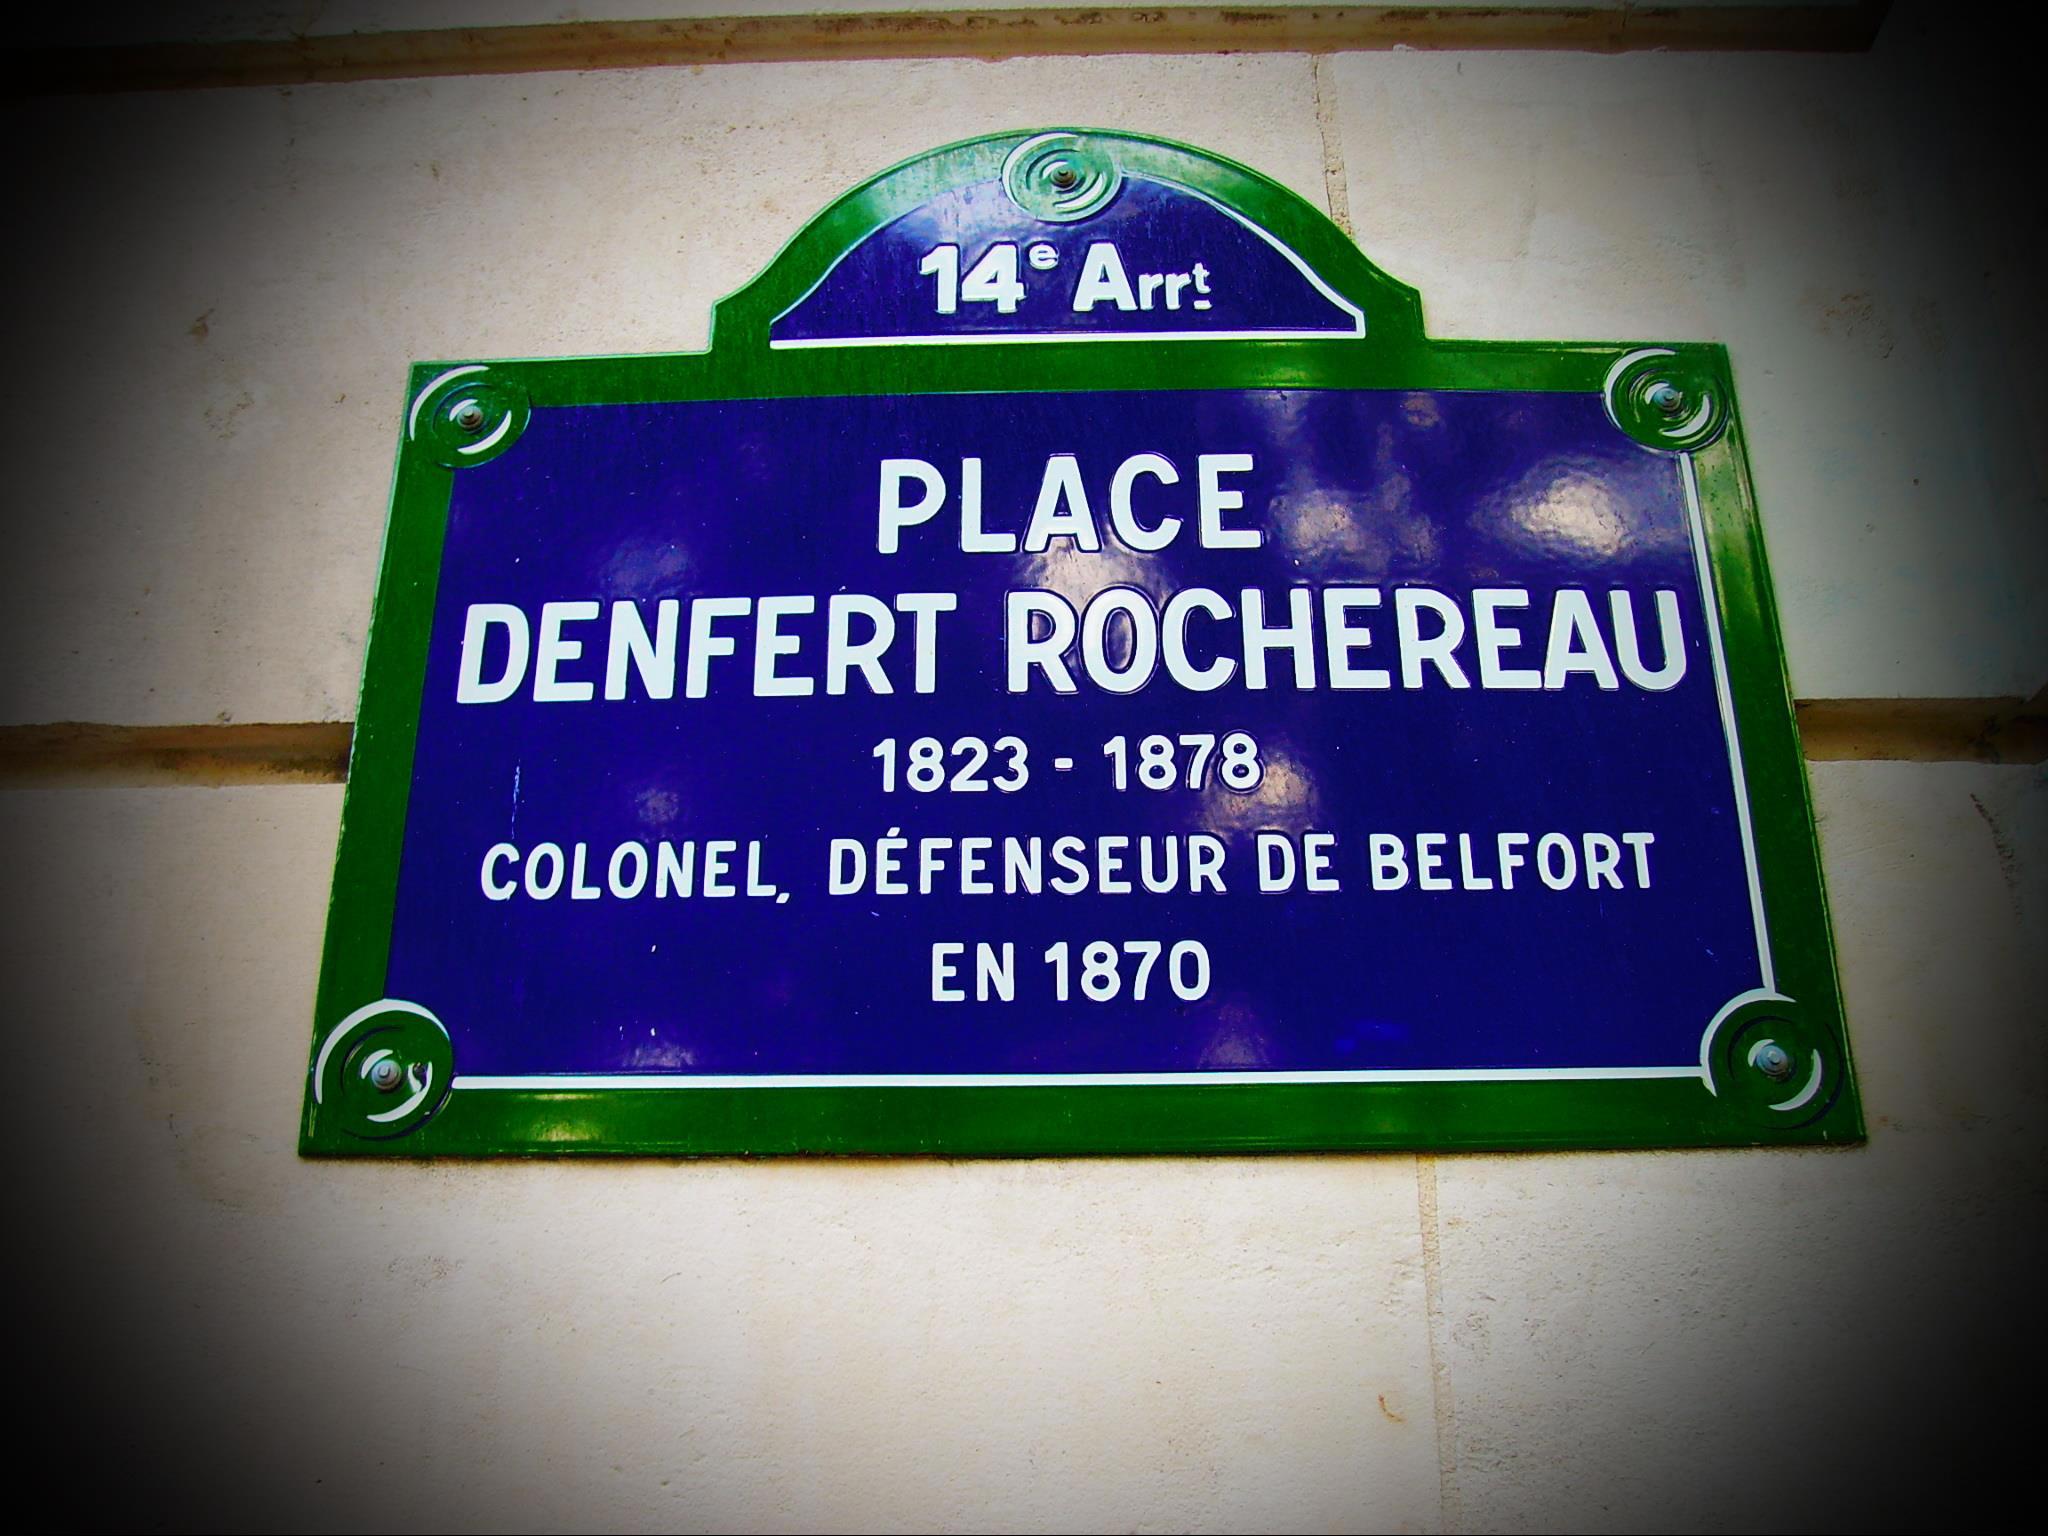 14e Arrt
PLACE
DENFERT ROCHEREAU
1823 - 1878
COLONEL, DÉFENSEUR DE BELFORT
EN 1870